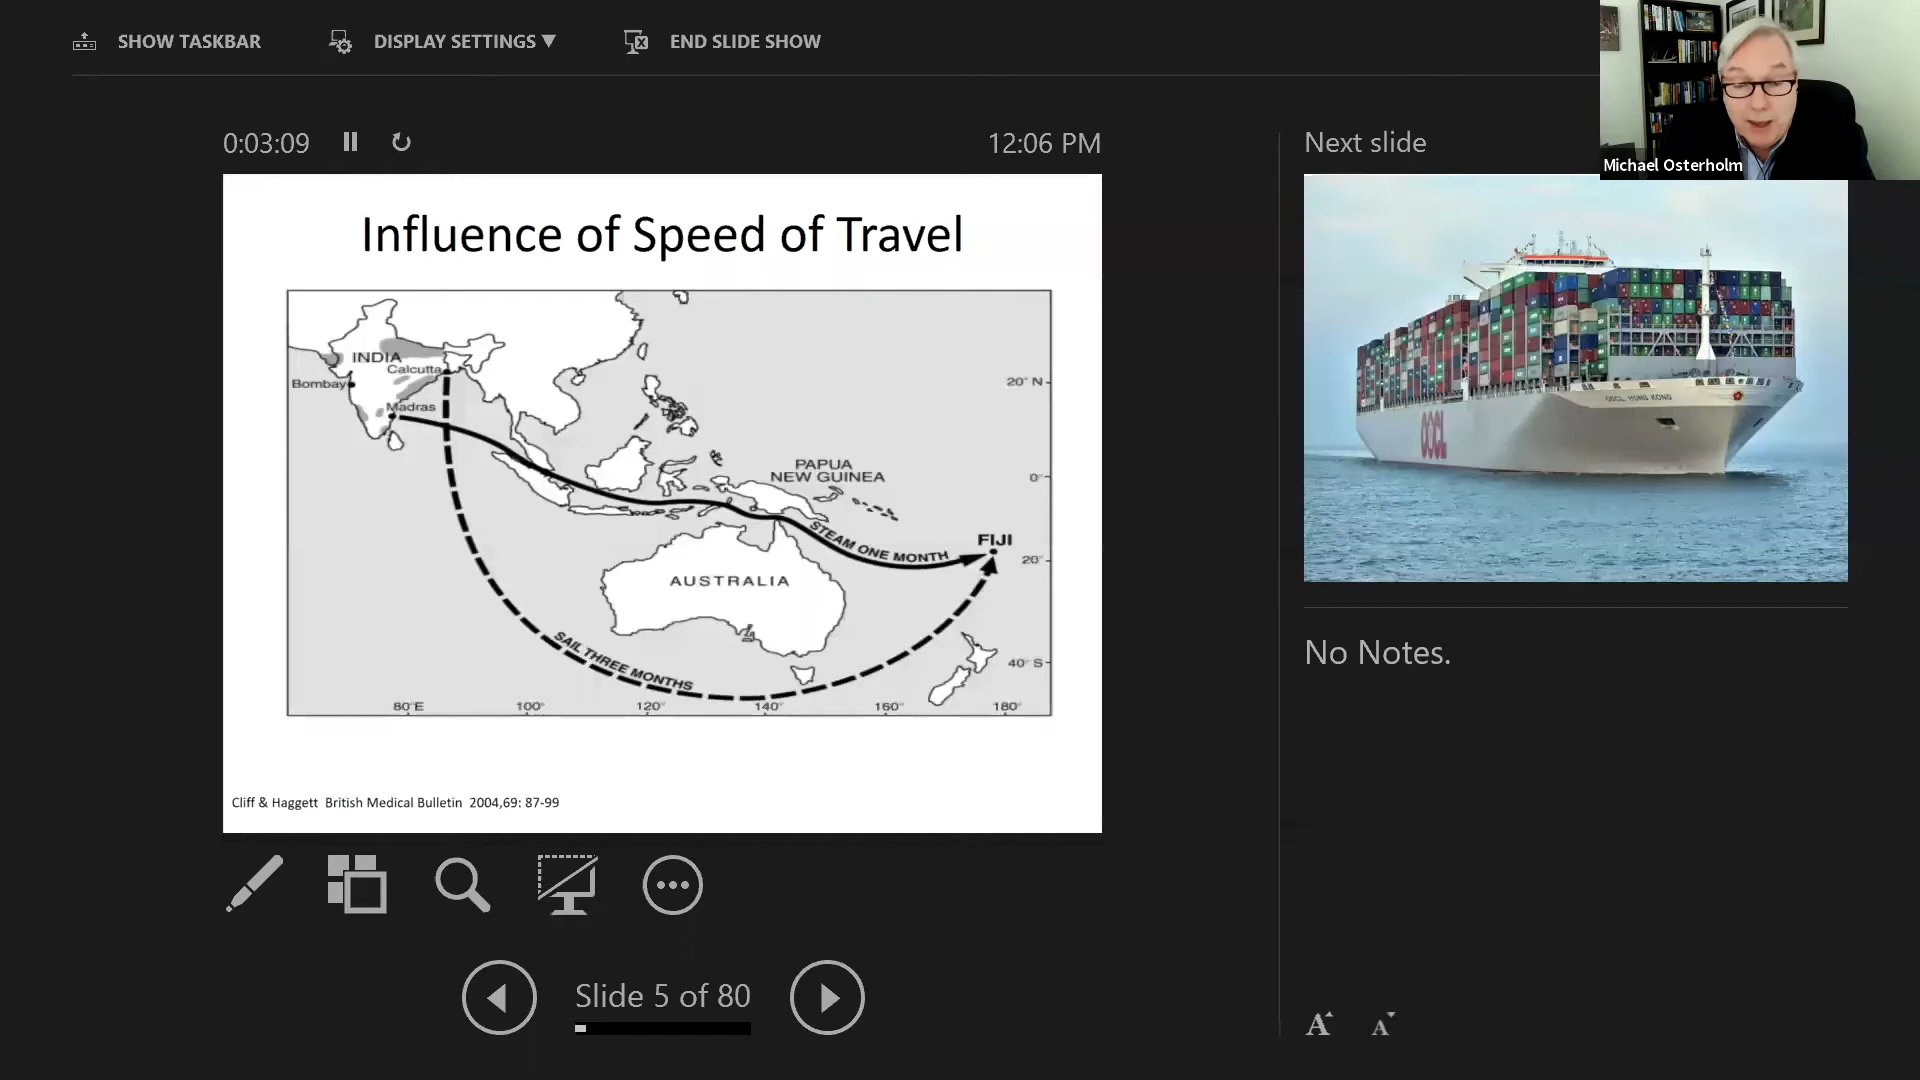 SHOW TASKBAR
DISPLAY SETTINGS ▼
END SLIDE SHOW
Michael Osterholm
0:03:09
12:06 PM
Next slide
Influence of Speed of Travel
INDIA
Calcutta
Bombay
Madras
20° N
PAPUA
NEW GUINEA
0°
STEAM ONE MONTH
FIJI
20°
AUSTRALIA
SAIL THREE MONTHS
40° S
80°E
100°
120°
140°
160°
180°
Cliff & Haggett British Medical Bulletin 2004,69: 87-99
OOCL HONG KONG
OOCL
No Notes.
Slide 5 of 80
A A